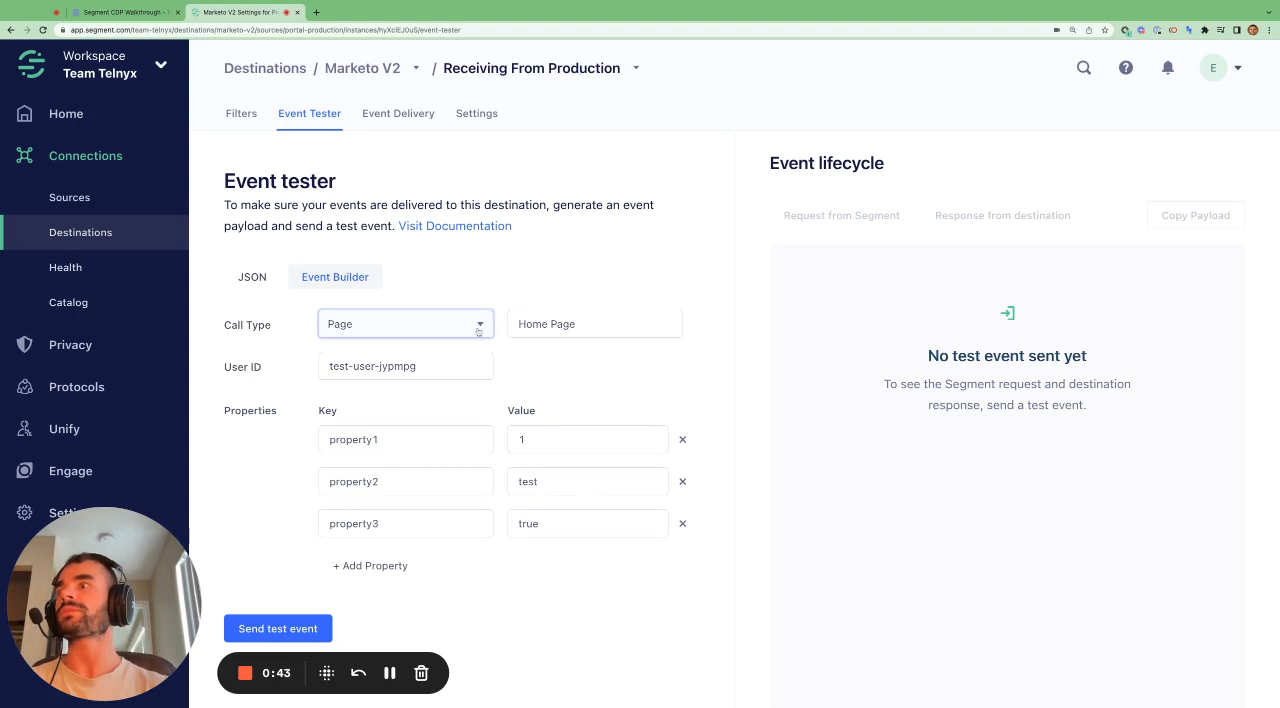 Segment CDP Walkthrough - T
Marketo V2 Settings for Pr
app.segment.com/team-telnyx/destinations/marketo-v2/sources/portal-production/instances/hyXcIEJ0uS/event-tester
Workspace
Team Telnyx
Home
Connections
Sources
Destinations
Health
Catalog
Privacy
Protocols
Unify
Engage
Destinations / Marketo V2 / Receiving From Production
E
Filters
Event Tester
Event Delivery
Settings
Event tester
To make sure your events are delivered to this destination, generate an event
payload and send a test event. Visit Documentation
JSON
Event Builder
Call Type
Page
Home Page
User ID
test-user-jypmpg
Properties
Key
Value
property1
1
property2
test
property3
true
+ Add Property
Send test event
0:43
Event lifecycle
Request from Segment
Response from destination
Copy Payload
No test event sent yet
To see the Segment request and destination
response, send a test event.